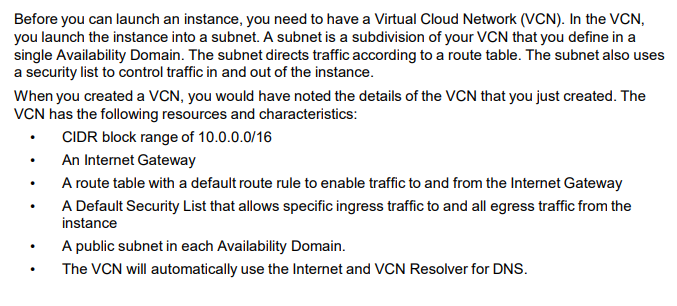 Before you can launch an instance, you need to have a Virtual Cloud Network (VCN). In the VCN,
you launch the instance into a subnet. A subnet is a subdivision of your VCN that you define in a
single Availability Domain. The subnet directs traffic according to a route table. The subnet also uses
a security list to control traffic in and out of the instance.
When you created a VCN, you would have noted the details of the VCN that you just created. The
VCN has the following resources and characteristics:
• CIDR block range of 10.0.0.0/16
• An Internet Gateway
• A route table with a default route rule to enable traffic to and from the Internet Gateway
• A Default Security List that allows specific ingress traffic to and all egress traffic from the
instance
• A public subnet in each Availability Domain.
• The VCN will automatically use the Internet and VCN Resolver for DNS.